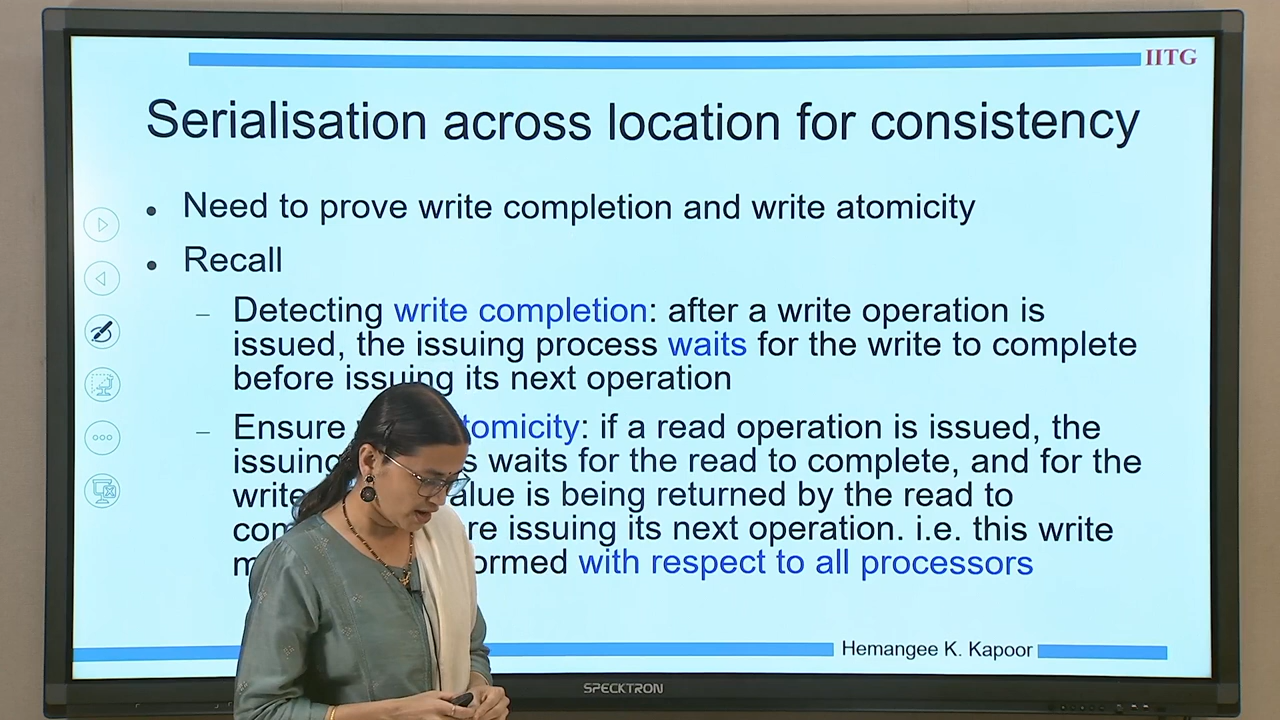 IITG
Serialisation across location for consistency
• Need to prove write completion and write atomicity
• Recall
– Detecting write completion: after a write operation is
issued, the issuing process waits for the write to complete
before issuing its next operation
– Ensure tomicity: if a read operation is issued, the
issuing s waits for the read to complete, and for the
write alue is being returned by the read to
com re issuing its next operation. i.e. this write
m ormed with respect to all processors
Hemangee K. Kapoor
SPECKTRON